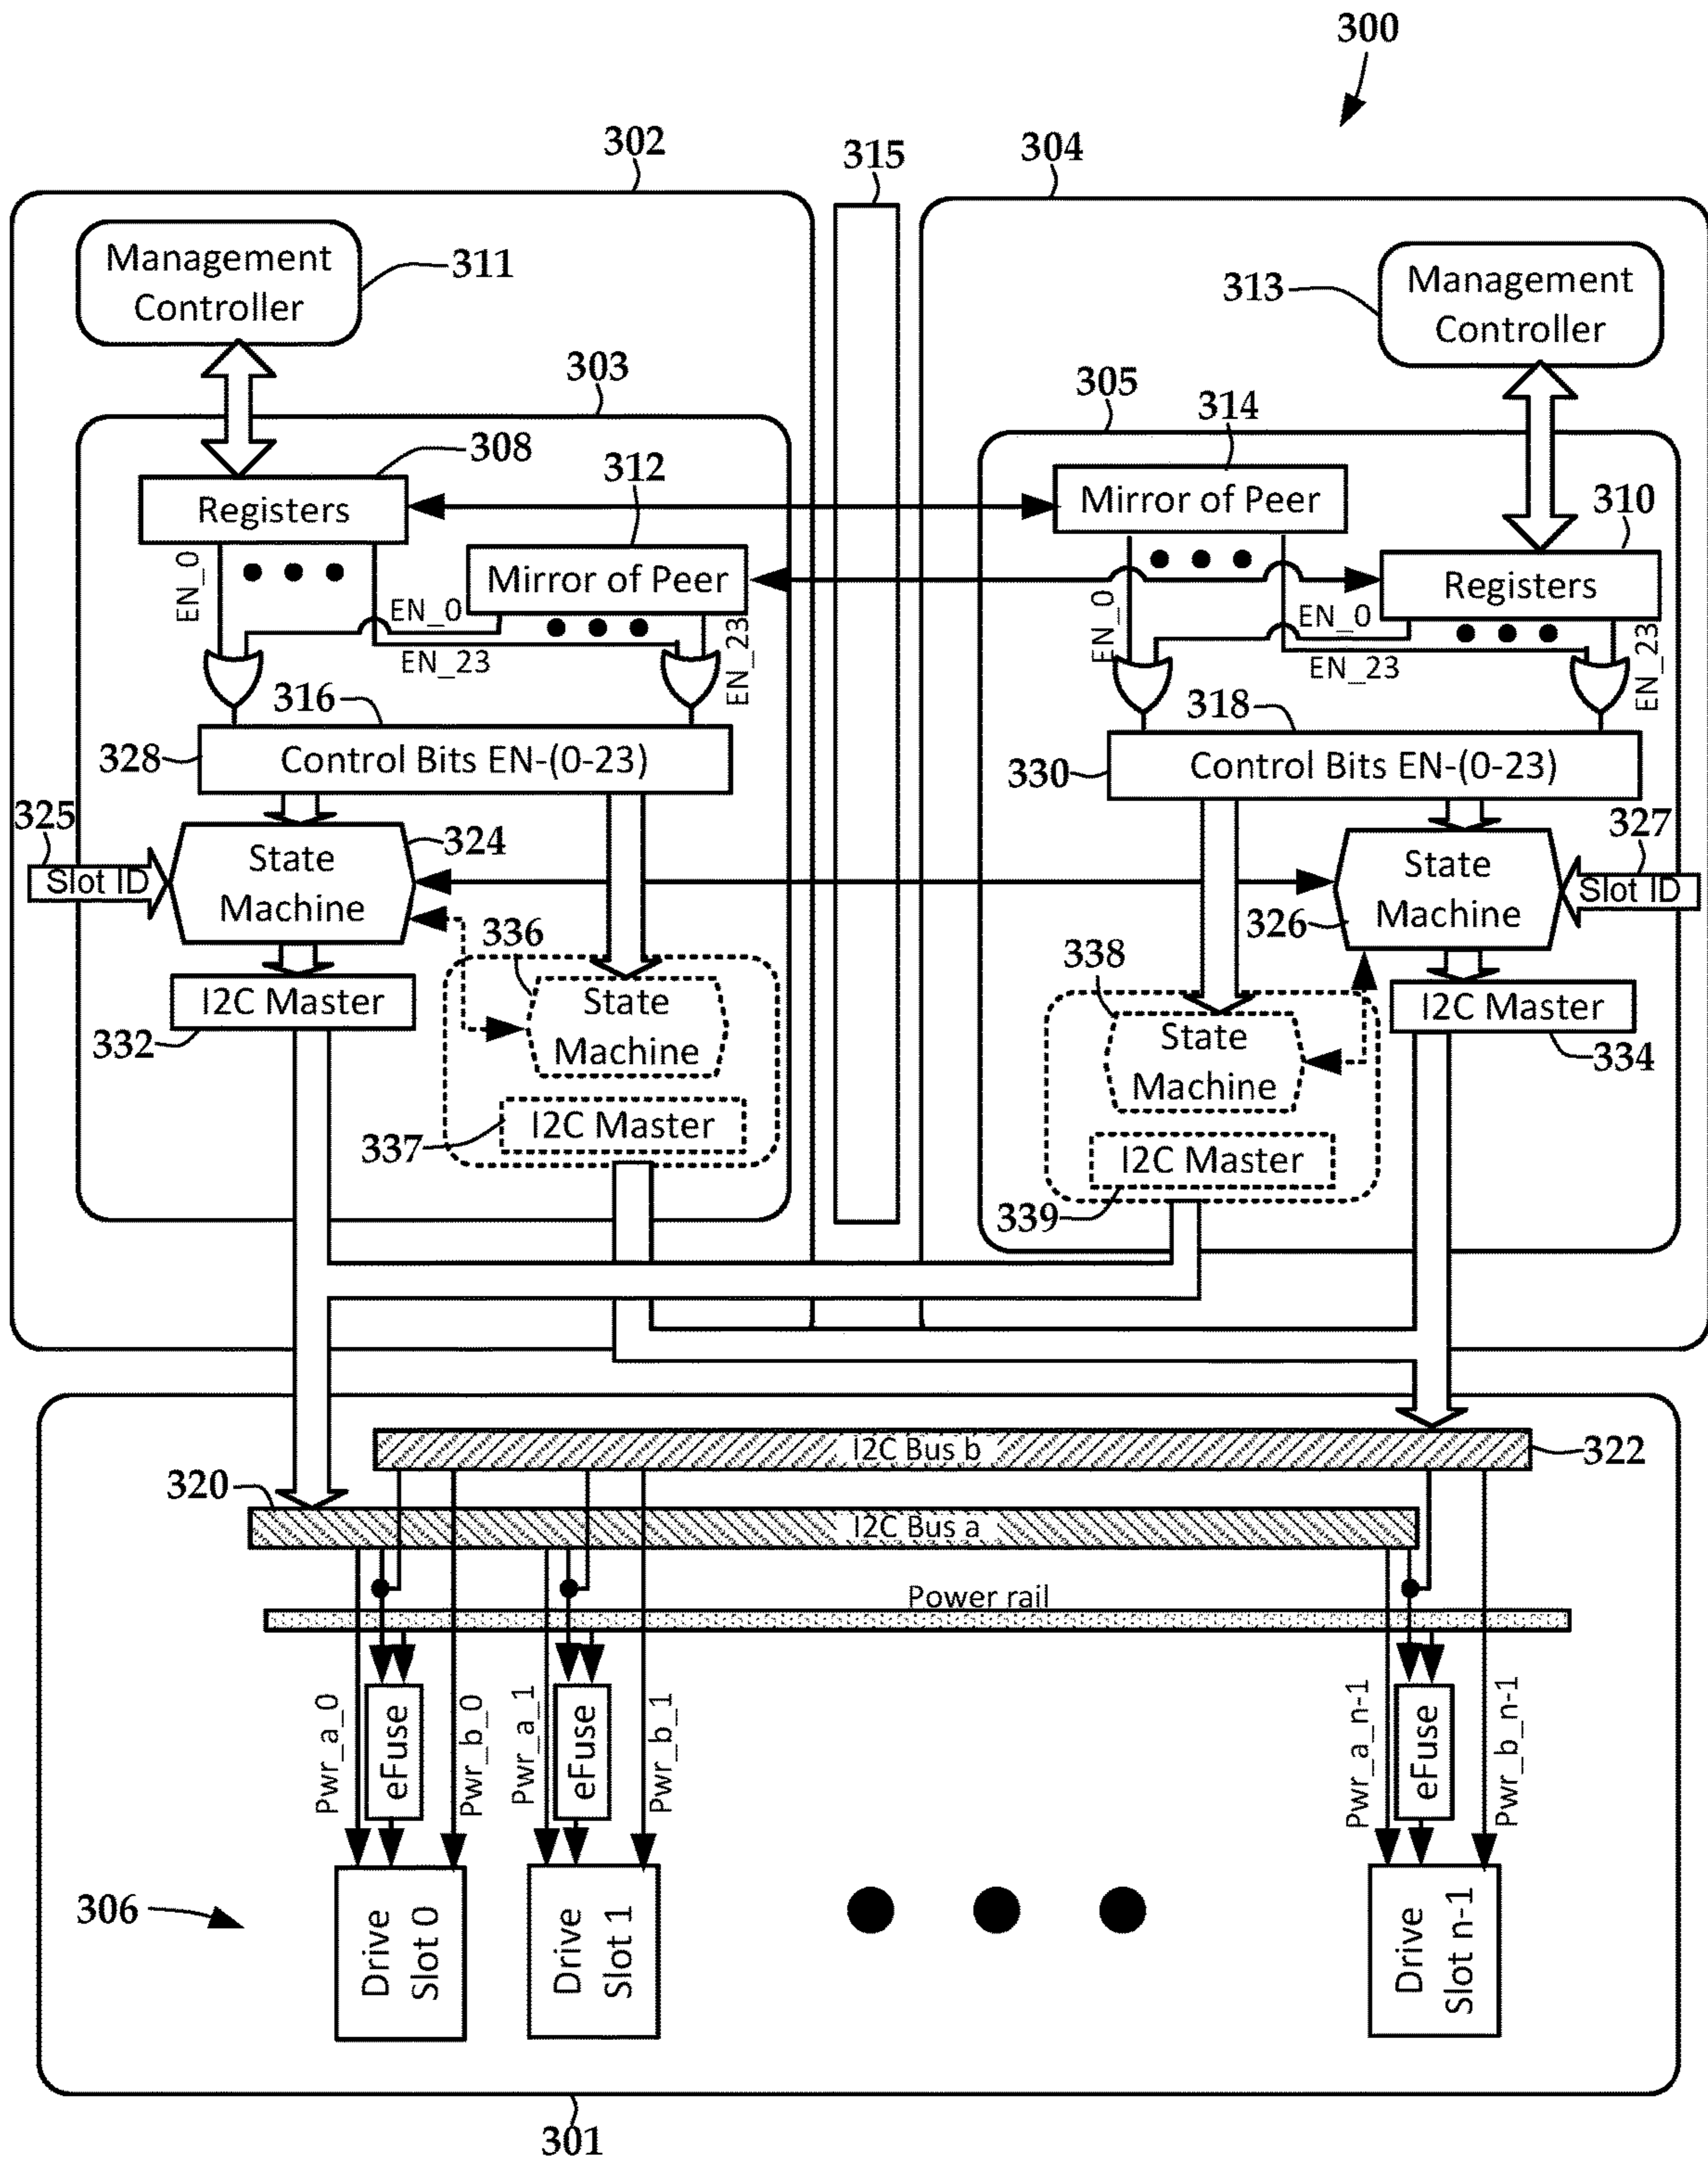 300
302
315
304
Management
Controller
311
313
Management
Controller
303
305
314
308
312
310
Registers
Mirror of Peer
Mirror of Peer
Registers
EN_0
EN_0
EN_23
EN_23
EN_0
EN_0
EN_23
EN_23
316
318
328
Control Bits EN-(0-23)
330
Control Bits EN-(0-23)
325
Slot ID
State
Machine
324
State
Machine
326
327
Slot ID
336
State
Machine
338
State
Machine
I2C Master
332
I2C Master
334
337
I2C Master
I2C Master
339
I2C Bus b
322
320
I2C Bus a
Power rail
Pwr_a_0
eFuse
Pwr_b_0
Pwr_a_1
eFuse
Pwr_b_1
Pwr_a_n-1
eFuse
Pwr_b_n-1
306
Drive
Slot 0
Drive
Slot 1
Drive
Slot n-1
301